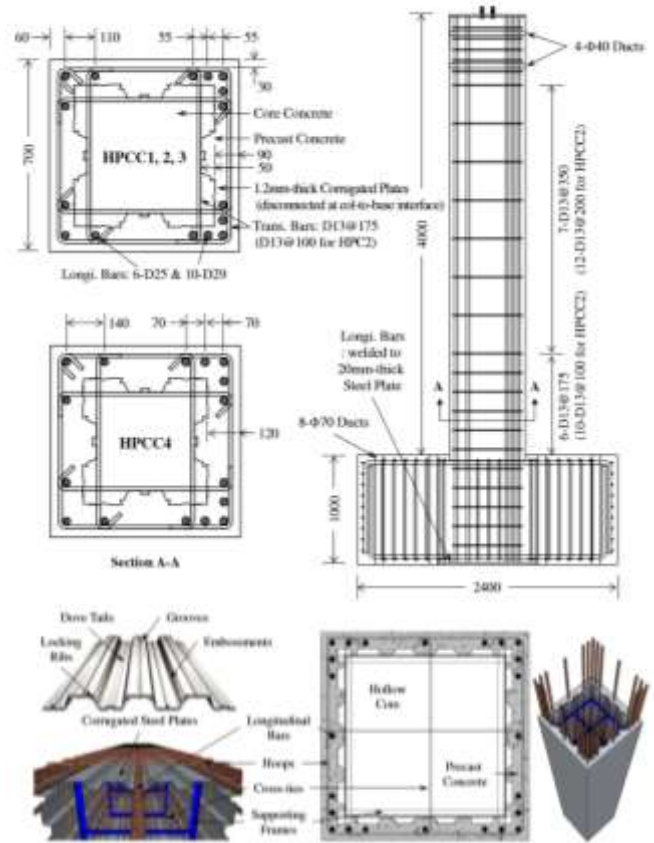 60
110
55
55
30
700
Core Concrete
Precast Concrete
HPCC1, 2, 3
90
50
1.2mm-thick Corrugated Plates
(disconnected at col-to-base interface)
Trans. Bars: D13@175
(D13@100 for HPC2)
Longi. Bars: 6-D25 & 10-D29
140
70
70
HPCC4
120
Section A-A
4-Φ40 Ducts
4000
7-D13@350
(12-D13@200 for HPCC2)
6-D13@175
(10-D13@100 for HPCC2)
Longi. Bars
: welded to
20mm-thick
Steel Plate
A
A
8-Φ70 Ducts
1000
2400
Dove Tails
Grooves
Locking
Ribs
Embossments
Corrugated Steel Plates
Longitudinal
Bars
Hoops
Cross-ties
Supporting
Frames
Hollow
Core
Precast
Concrete